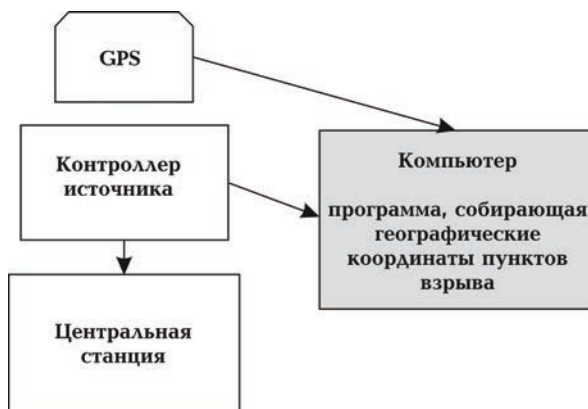 GPS
Контроллер
источника
Компьютер
программа, собирающая
географические
координаты пунктов
взрыва
Центральная
станция